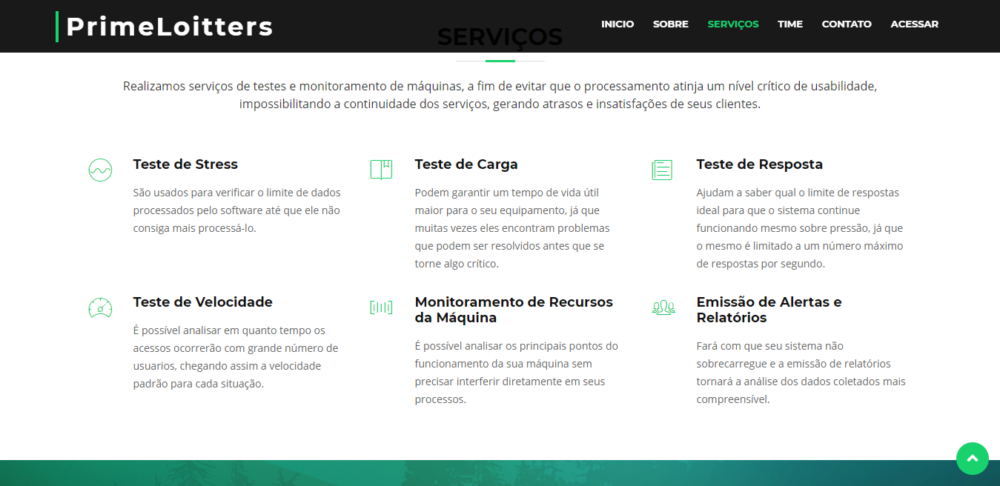 PrimeLoitters
INICIO SOBRE SERVIÇOS TIME CONTATO ACESSAR
SERVIÇOS
Realizamos serviços de testes e monitoramento de máquinas, a fim de evitar que o processamento atinja um nível crítico de usabilidade,
impossibilitando a continuidade dos serviços, gerando atrasos e insatisfações de seus clientes.
Teste de Stress
São usados para verificar o limite de dados
processados pelo software até que ele não
consiga mais processá-lo.
Teste de Carga
Podem garantir um tempo de vida útil
maior para o seu equipamento, já que
muitas vezes eles encontram problemas
que podem ser resolvidos antes que se
torne algo crítico.
Teste de Resposta
Ajudam a saber qual o limite de respostas
ideal para que o sistema continue
funcionando mesmo sobre pressão, já que
o mesmo é limitado a um número máximo
de respostas por segundo.
Teste de Velocidade
É possível analisar em quanto tempo os
acessos ocorrerão com grande número de
usuarios, chegando assim a velocidade
padrão para cada situação.
Monitoramento de Recursos
da Máquina
É possível analisar os principais pontos do
funcionamento da sua máquina sem
precisar interferir diretamente em seus
processos.
Emissão de Alertas e
Relatórios
Fará com que seu sistema não
sobrecarregue e a emissão de relatórios
tornará a análise dos dados coletados mais
compreensível.